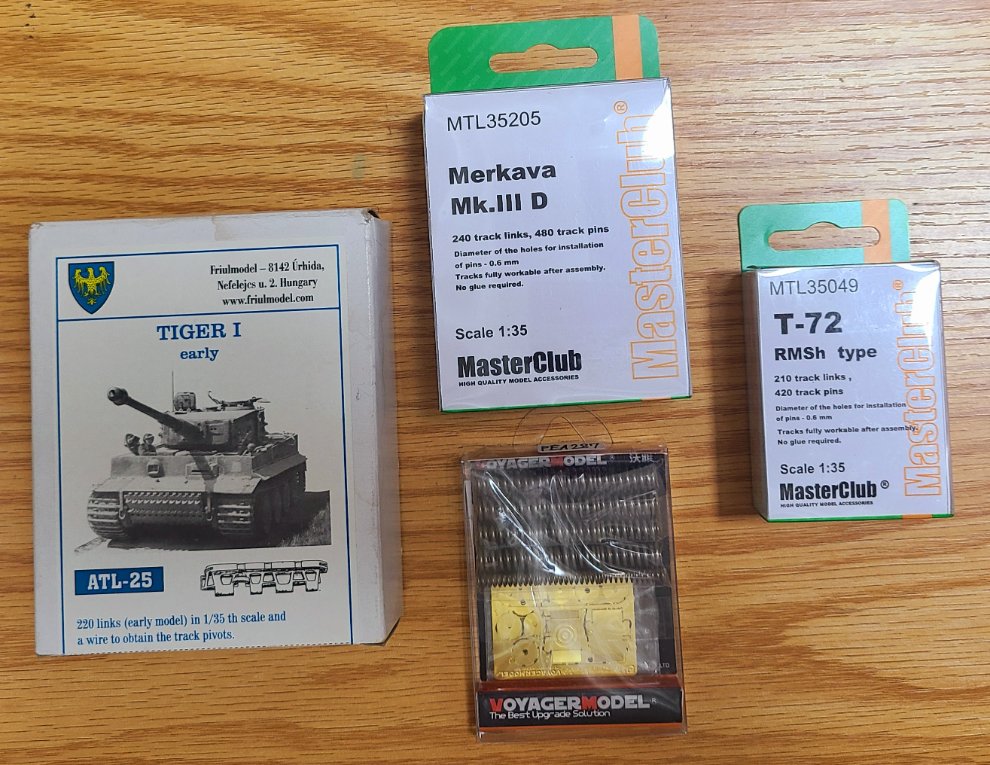 Friulmodel – 8142 Úrhida,
Nefelejcs u. 2. Hungary
www.friulmodel.com
TIGER I
early
ATL-25
220 links (early model) in 1/35 th scale and
a wire to obtain the track pivots.
MTL35205
Merkava
Mk.III D
240 track links, 480 track pins
Diameter of the holes for installation
of pins - 0.6 mm
Tracks fully workable after assembly.
No glue required.
Scale 1:35
MasterClub
HIGH QUALITY MODEL ACCESSORIES
MasterClub®
MTL35049
T-72
RMSh type
210 track links ,
420 track pins
Diameter of the holes for installation
of pins - 0.6 mm
Tracks fully workable after assembly.
No glue required.
Scale 1:35
MasterClub®
HIGH QUALITY MODEL ACCESSORIES
MasterClub®
VOYAGERMODEL
VOYAGERMODEL®
The Best Upgrade Solution